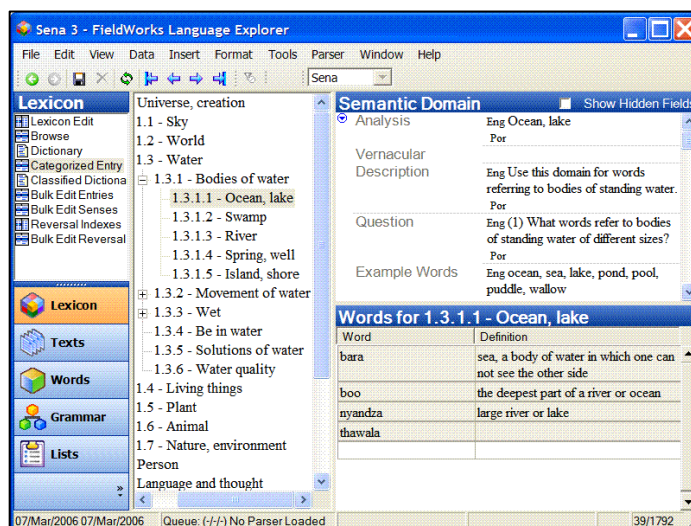 Sena 3 - FieldWorks Language Explorer
File Edit View Data Insert Format Tools Parser Window Help
Sena
Lexicon
Lexicon Edit
Browse
Dictionary
Categorized Entry
Classified Dictiona
Bulk Edit Entries
Bulk Edit Senses
Reversal Indexes
Bulk Edit Reversal
Lexicon
Texts
Words
Grammar
Lists
»
Universe, creation
1.1 - Sky
1.2 - World
1.3 - Water
1.3.1 - Bodies of water
1.3.1.1 - Ocean, lake
1.3.1.2 - Swamp
1.3.1.3 - River
1.3.1.4 - Spring, well
1.3.1.5 - Island, shore
1.3.2 - Movement of water
1.3.3 - Wet
1.3.4 - Be in water
1.3.5 - Solutions of water
1.3.6 - Water quality
1.4 - Living things
1.5 - Plant
1.6 - Animal
1.7 - Nature, environment
Person
Language and thought
Semantic Domain Show Hidden Fields
Analysis Eng Ocean, lake
Por
Vernacular
Description Eng Use this domain for words
referring to bodies of standing water.
Por
Question Eng (1) What words refer to bodies
of standing water of different sizes?
Por
Example Words Eng ocean, sea, lake, pond, pool,
puddle, wallow
Words for 1.3.1.1 - Ocean, lake
Word Definition
bara sea, a body of water in which one can
not see the other side
boo the deepest part of a river or ocean
nyandza large river or lake
thawala
07/Mar/2006 07/Mar/2006 Queue: (-/-/-) No Parser Loaded 39/1792